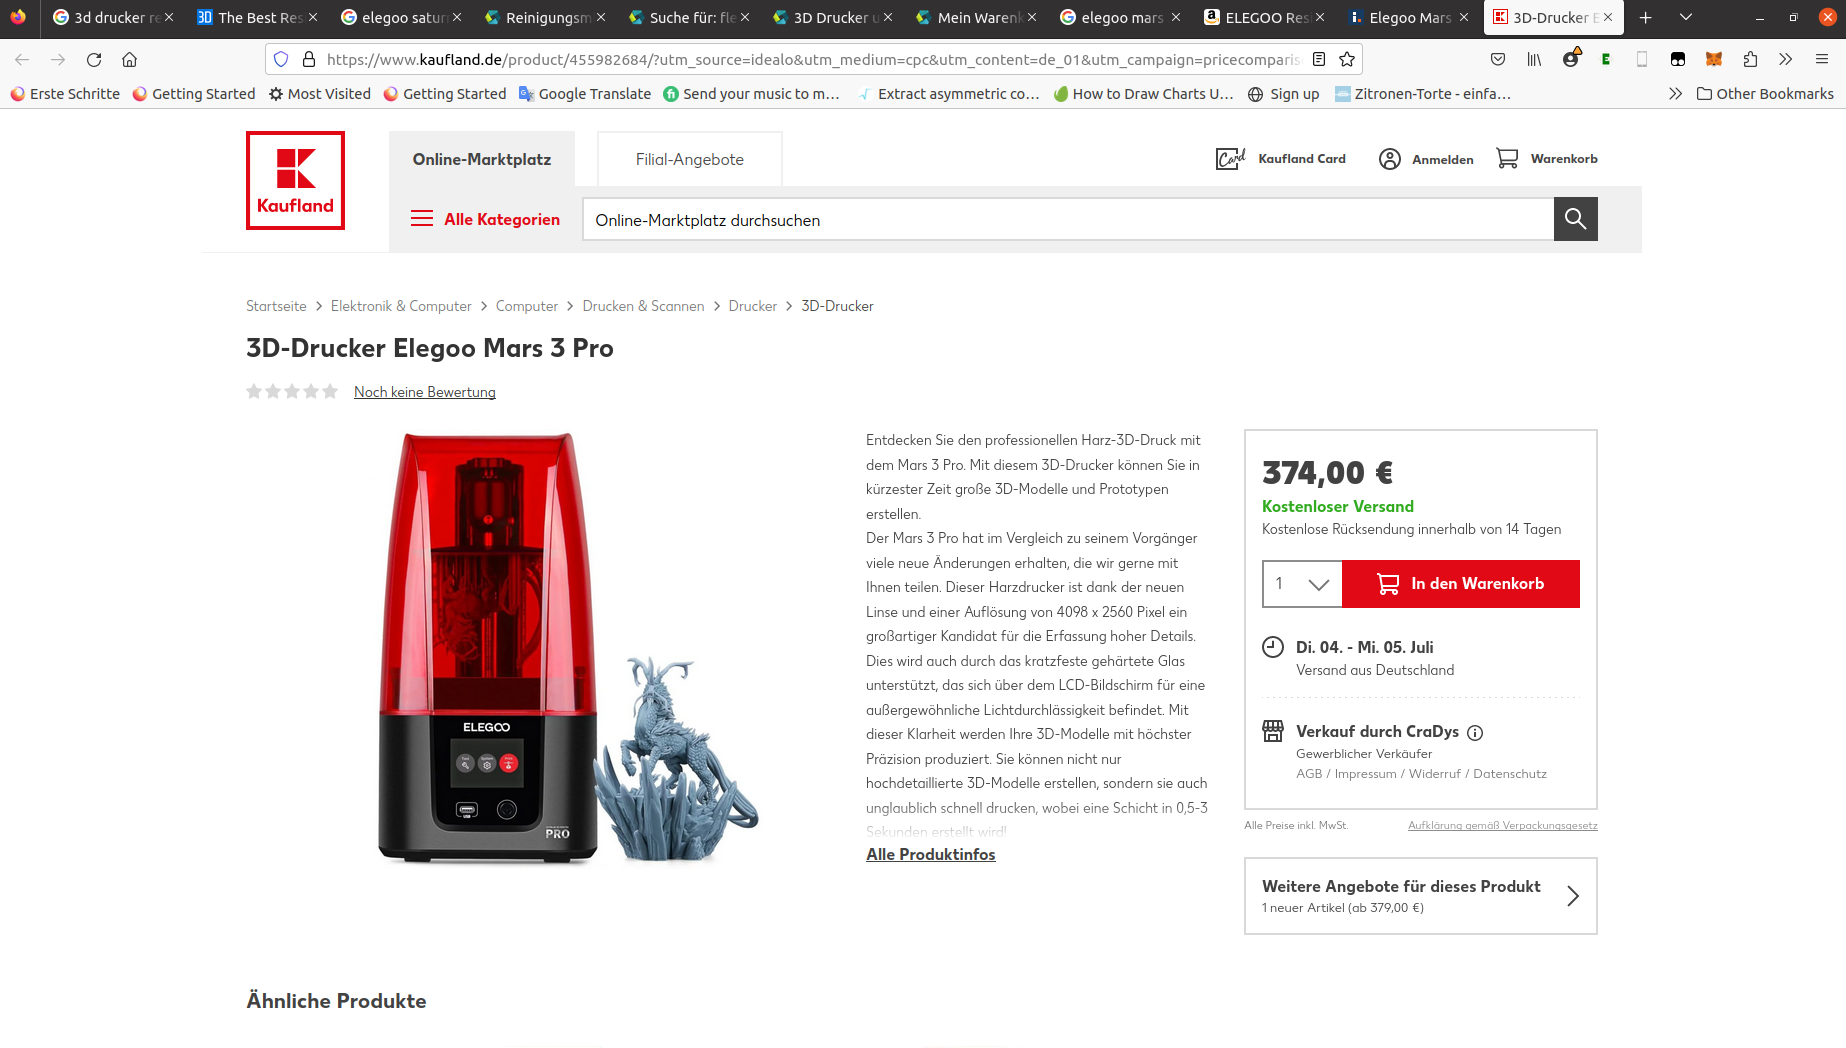 3d drucker re
The Best Res
elegoo satur
Reinigungsm
Suche für: fle
3D Drucker u
Mein Warenk
elegoo mars
ELEGOO Resi
Elegoo Mars
3D-Drucker E
https://www.kaufland.de/product/455982684/?utm_source=idealo&utm_medium=cpc&utm_content=de_01&utm_campaign=pricecomparis
Erste Schritte
Getting Started
Most Visited
Getting Started
Google Translate
Send your music to m…
Extract asymmetric co…
How to Draw Charts U…
Sign up
Zitronen-Torte - einfa…
Other Bookmarks
Kaufland
Online-Marktplatz
Filial-Angebote
Card
Kaufland Card
Anmelden
Warenkorb
Alle Kategorien
Online-Marktplatz durchsuchen
Startseite > Elektronik & Computer > Computer > Drucken & Scannen > Drucker > 3D-Drucker
3D-Drucker Elegoo Mars 3 Pro
Noch keine Bewertung
ELEGOO
USB
PRO
Entdecken Sie den professionellen Harz-3D-Druck mit
dem Mars 3 Pro. Mit diesem 3D-Drucker können Sie in
kürzester Zeit große 3D-Modelle und Prototypen
erstellen.
Der Mars 3 Pro hat im Vergleich zu seinem Vorgänger
viele neue Änderungen erhalten, die wir gerne mit
Ihnen teilen. Dieser Harzdrucker ist dank der neuen
Linse und einer Auflösung von 4098 x 2560 Pixel ein
großartiger Kandidat für die Erfassung hoher Details.
Dies wird auch durch das kratzfeste gehärtete Glas
unterstützt, das sich über dem LCD-Bildschirm für eine
außergewöhnliche Lichtdurchlässigkeit befindet. Mit
dieser Klarheit werden Ihre 3D-Modelle mit höchster
Präzision produziert. Sie können nicht nur
hochdetaillierte 3D-Modelle erstellen, sondern sie auch
unglaublich schnell drucken, wobei eine Schicht in 0,5-3
Sekunden erstellt wird!
Alle Produktinfos
374,00 €
Kostenloser Versand
Kostenlose Rücksendung innerhalb von 14 Tagen
1
In den Warenkorb
Di. 04. - Mi. 05. Juli
Versand aus Deutschland
Verkauf durch CraDys
Gewerblicher Verkäufer
AGB / Impressum / Widerruf / Datenschutz
Alle Preise inkl. MwSt.
Aufklärung gemäß Verpackungsgesetz
Weitere Angebote für dieses Produkt
1 neuer Artikel (ab 379,00 €)
Ähnliche Produkte